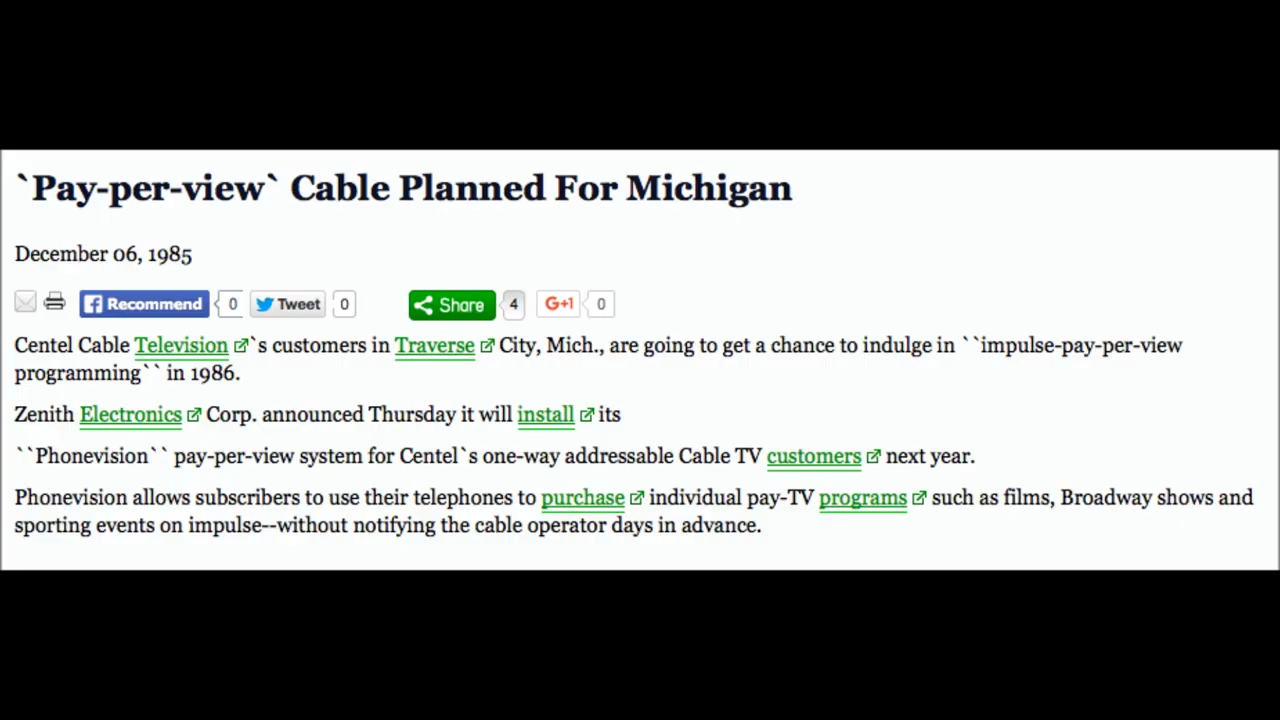 `Pay-per-view` Cable Planned For Michigan
December 06, 1985
Recommend 0 Tweet 0 Share 4 G+1 0
Centel Cable Television `s customers in Traverse City, Mich., are going to get a chance to indulge in ``impulse-pay-per-view
programming`` in 1986.
Zenith Electronics Corp. announced Thursday it will install its
``Phonevision`` pay-per-view system for Centel`s one-way addressable Cable TV customers next year.
Phonevision allows subscribers to use their telephones to purchase individual pay-TV programs such as films, Broadway shows and
sporting events on impulse--without notifying the cable operator days in advance.